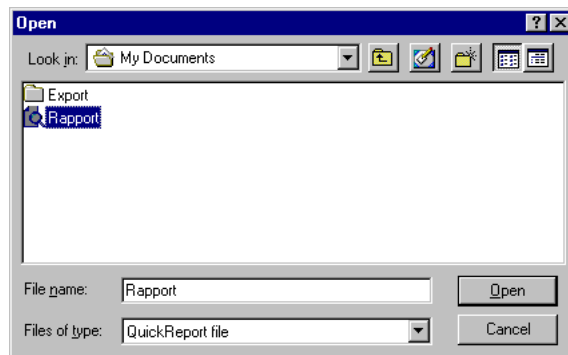 Open
Look in: My Documents
Export
Rapport
File name: Rapport Open
Files of type: QuickReport file Cancel